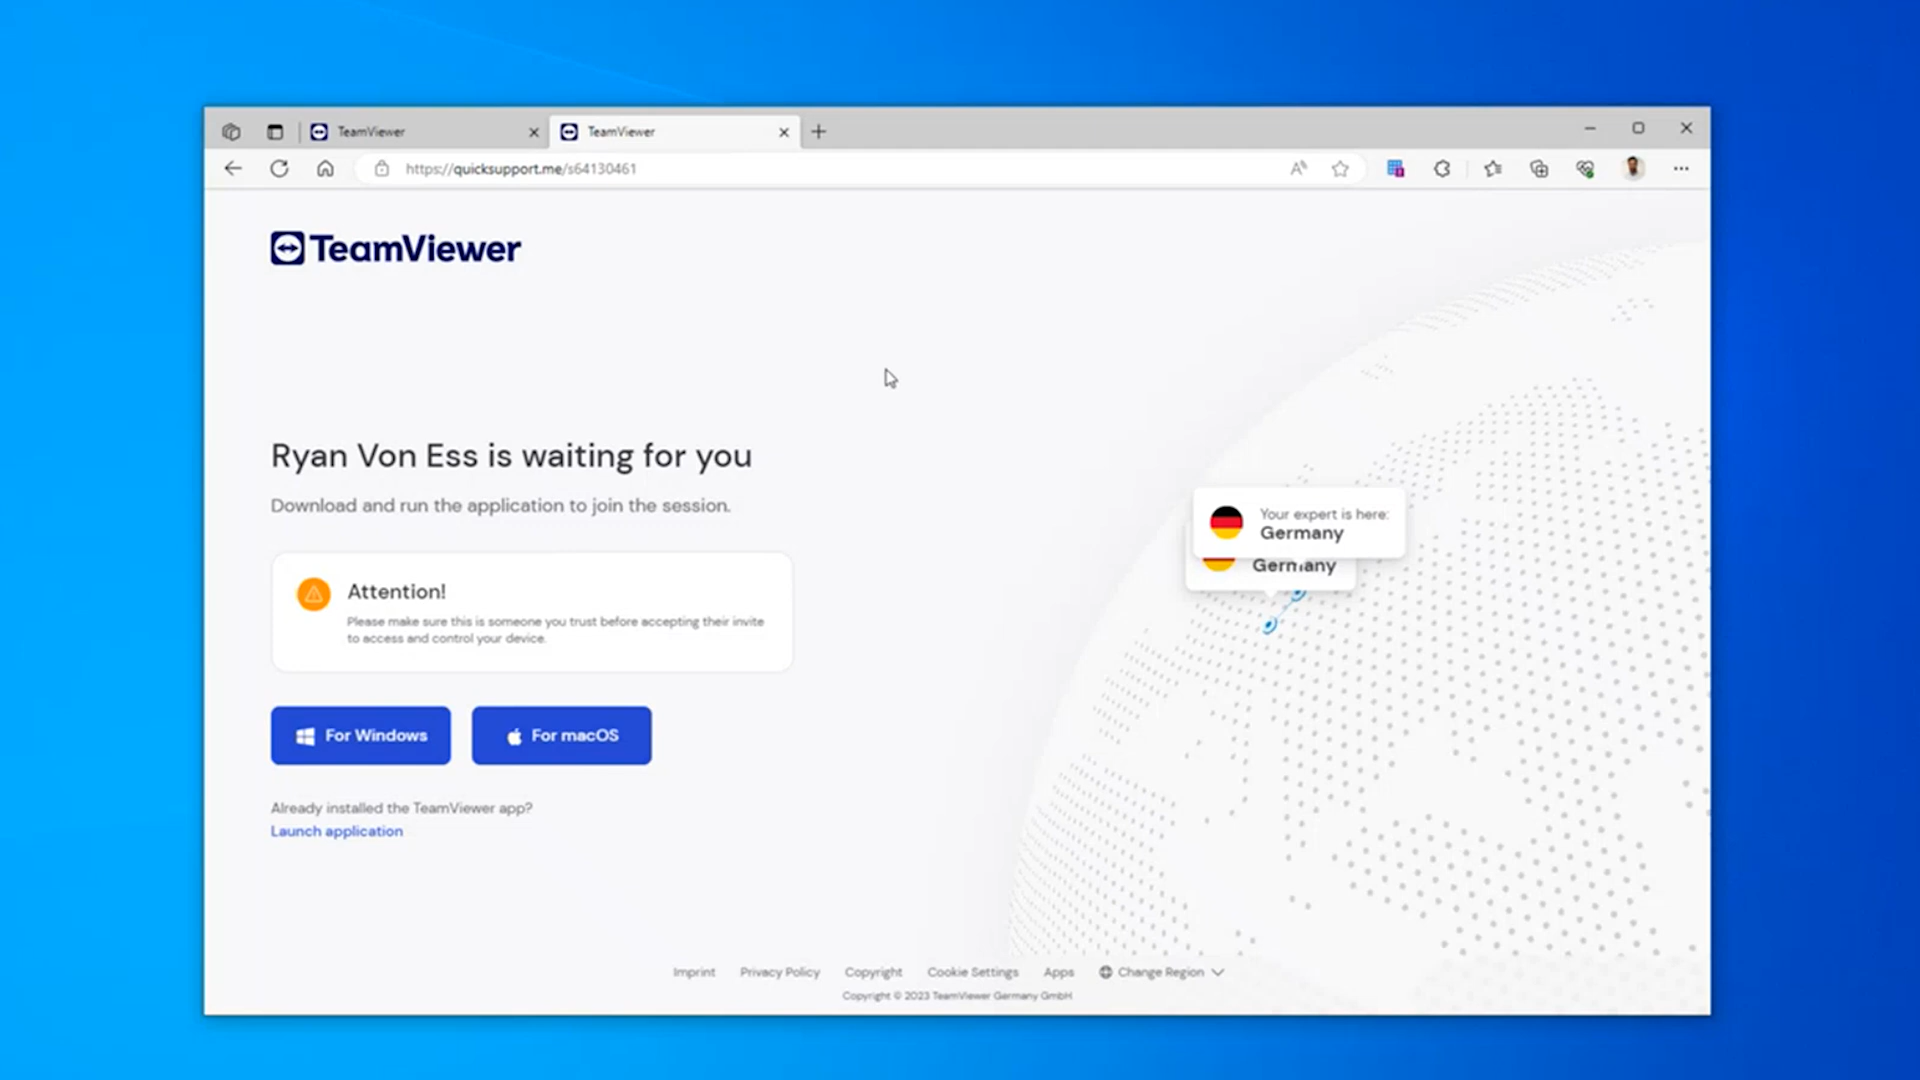 TeamViewer
TeamViewer
https://quicksupport.me/s64130461
TeamViewer
Ryan Von Ess is waiting for you
Download and run the application to join the session.
Attention!
Please make sure this is someone you trust before accepting their invite
to access and control your device.
For Windows
For macOS
Already installed the TeamViewer app?
Launch application
Your expert is here:
Germany
Germany
Imprint
Privacy Policy
Copyright
Cookie Settings
Apps
Change Region
Copyright © 2023 TeamViewer Germany GmbH